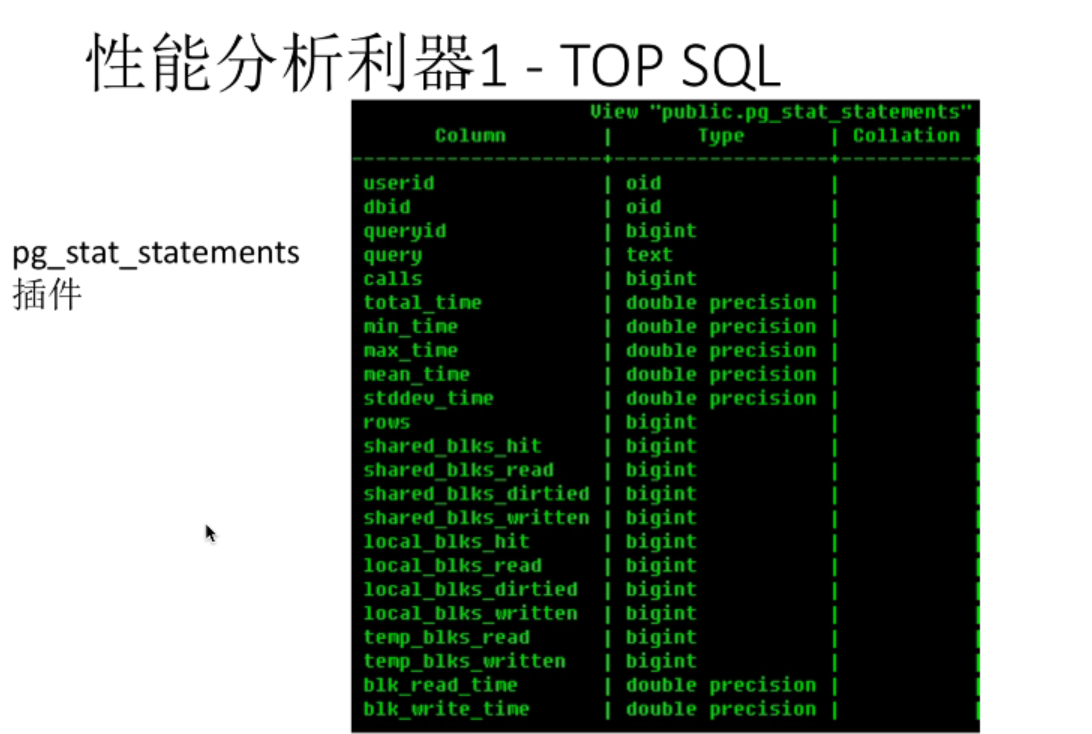 性能分析利器1 - TOP SQL
pg_stat_statements
插件
View "public.pg_stat_statements"
Column | Type | Collation |
---------------------+------------------+-----------+
userid | oid | |
dbid | oid | |
queryid | bigint | |
query | text | |
calls | bigint | |
total_time | double precision | |
min_time | double precision | |
max_time | double precision | |
mean_time | double precision | |
stddev_time | double precision | |
rows | bigint | |
shared_blks_hit | bigint | |
shared_blks_read | bigint | |
shared_blks_dirtied | bigint | |
shared_blks_written | bigint | |
local_blks_hit | bigint | |
local_blks_read | bigint | |
local_blks_dirtied | bigint | |
local_blks_written | bigint | |
temp_blks_read | bigint | |
temp_blks_written | bigint | |
blk_read_time | double precision | |
blk_write_time | double precision | |